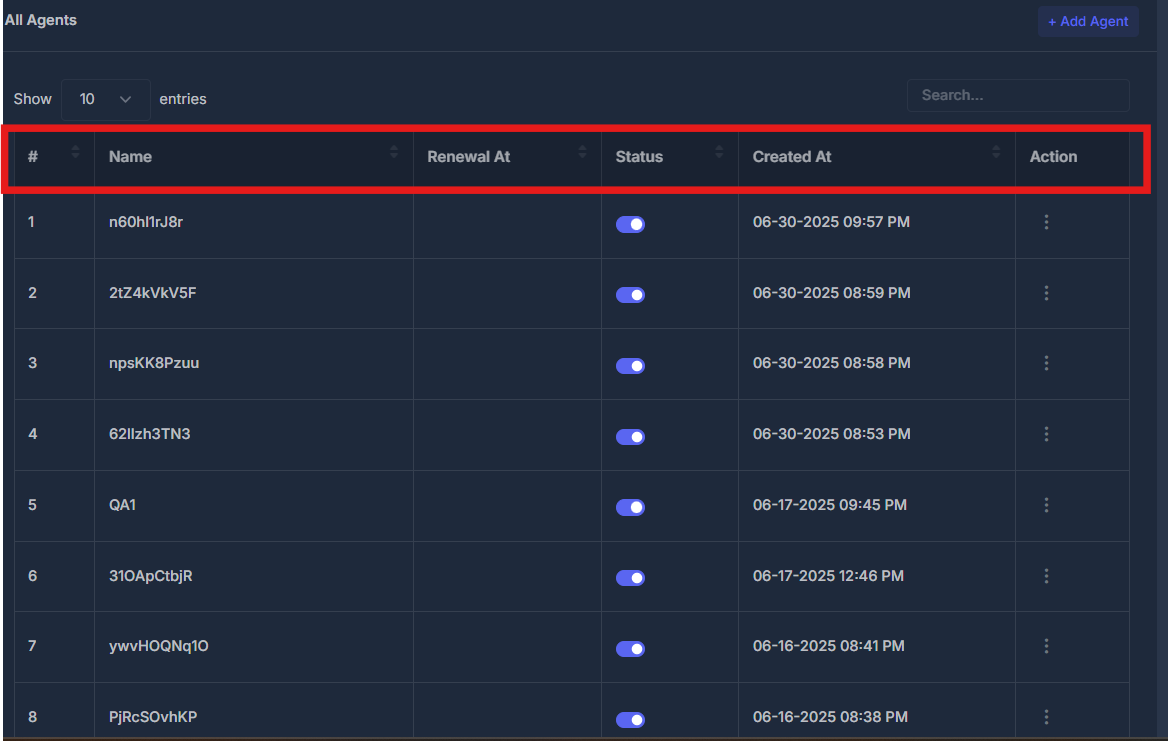 All Agents
+ Add Agent
Show 10 entries
Search...
# Name Renewal At Status Created At Action
1 n60hl1rJ8r 06-30-2025 09:57 PM
2 2tZ4kVkV5F 06-30-2025 08:59 PM
3 npsKK8Pzuu 06-30-2025 08:58 PM
4 62IIzh3TN3 06-30-2025 08:53 PM
5 QA1 06-17-2025 09:45 PM
6 31OApCtbjR 06-17-2025 12:46 PM
7 ywvHOQNq1O 06-16-2025 08:41 PM
8 PjRcSOvhKP 06-16-2025 08:38 PM